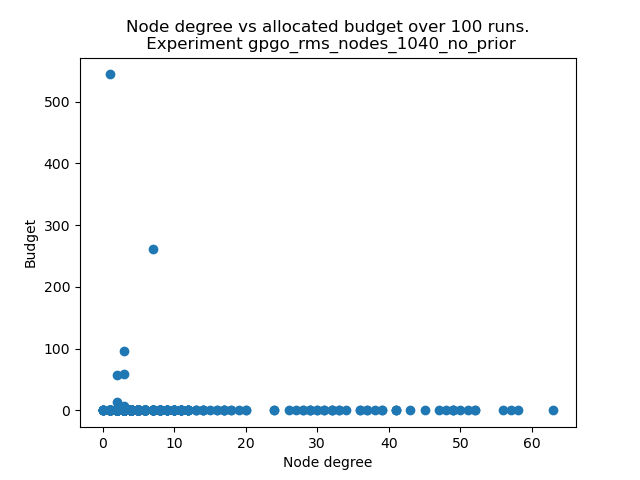 Node degree vs allocated budget over 100 runs.
Experiment gpgo_rms_nodes_1040_no_prior
500
400
300
200
100
0
Budget
0 10 20 30 40 50 60
Node degree